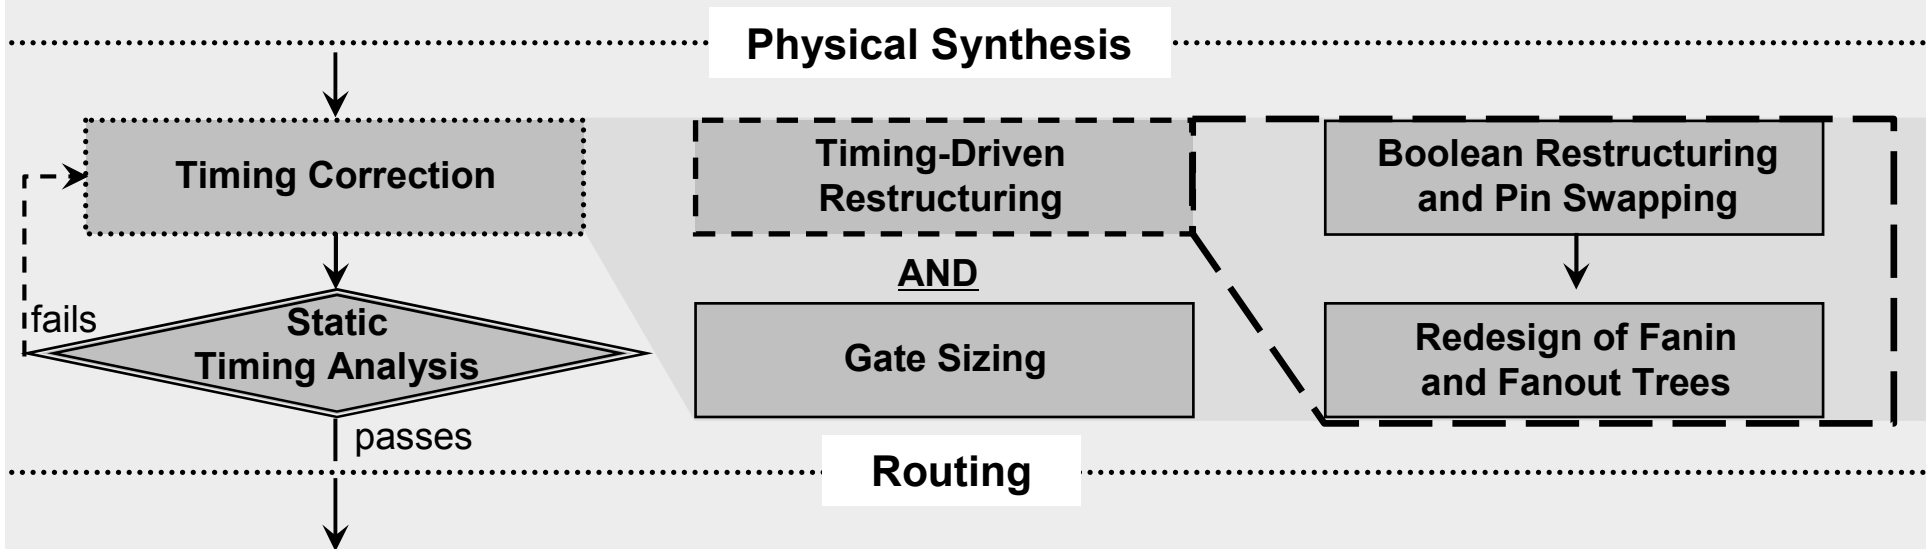 Physical Synthesis
Timing Correction
Timing-Driven
Restructuring
Boolean Restructuring
and Pin Swapping
AND
fails
Static
Timing Analysis
Gate Sizing
Redesign of Fanin
and Fanout Trees
passes
Routing